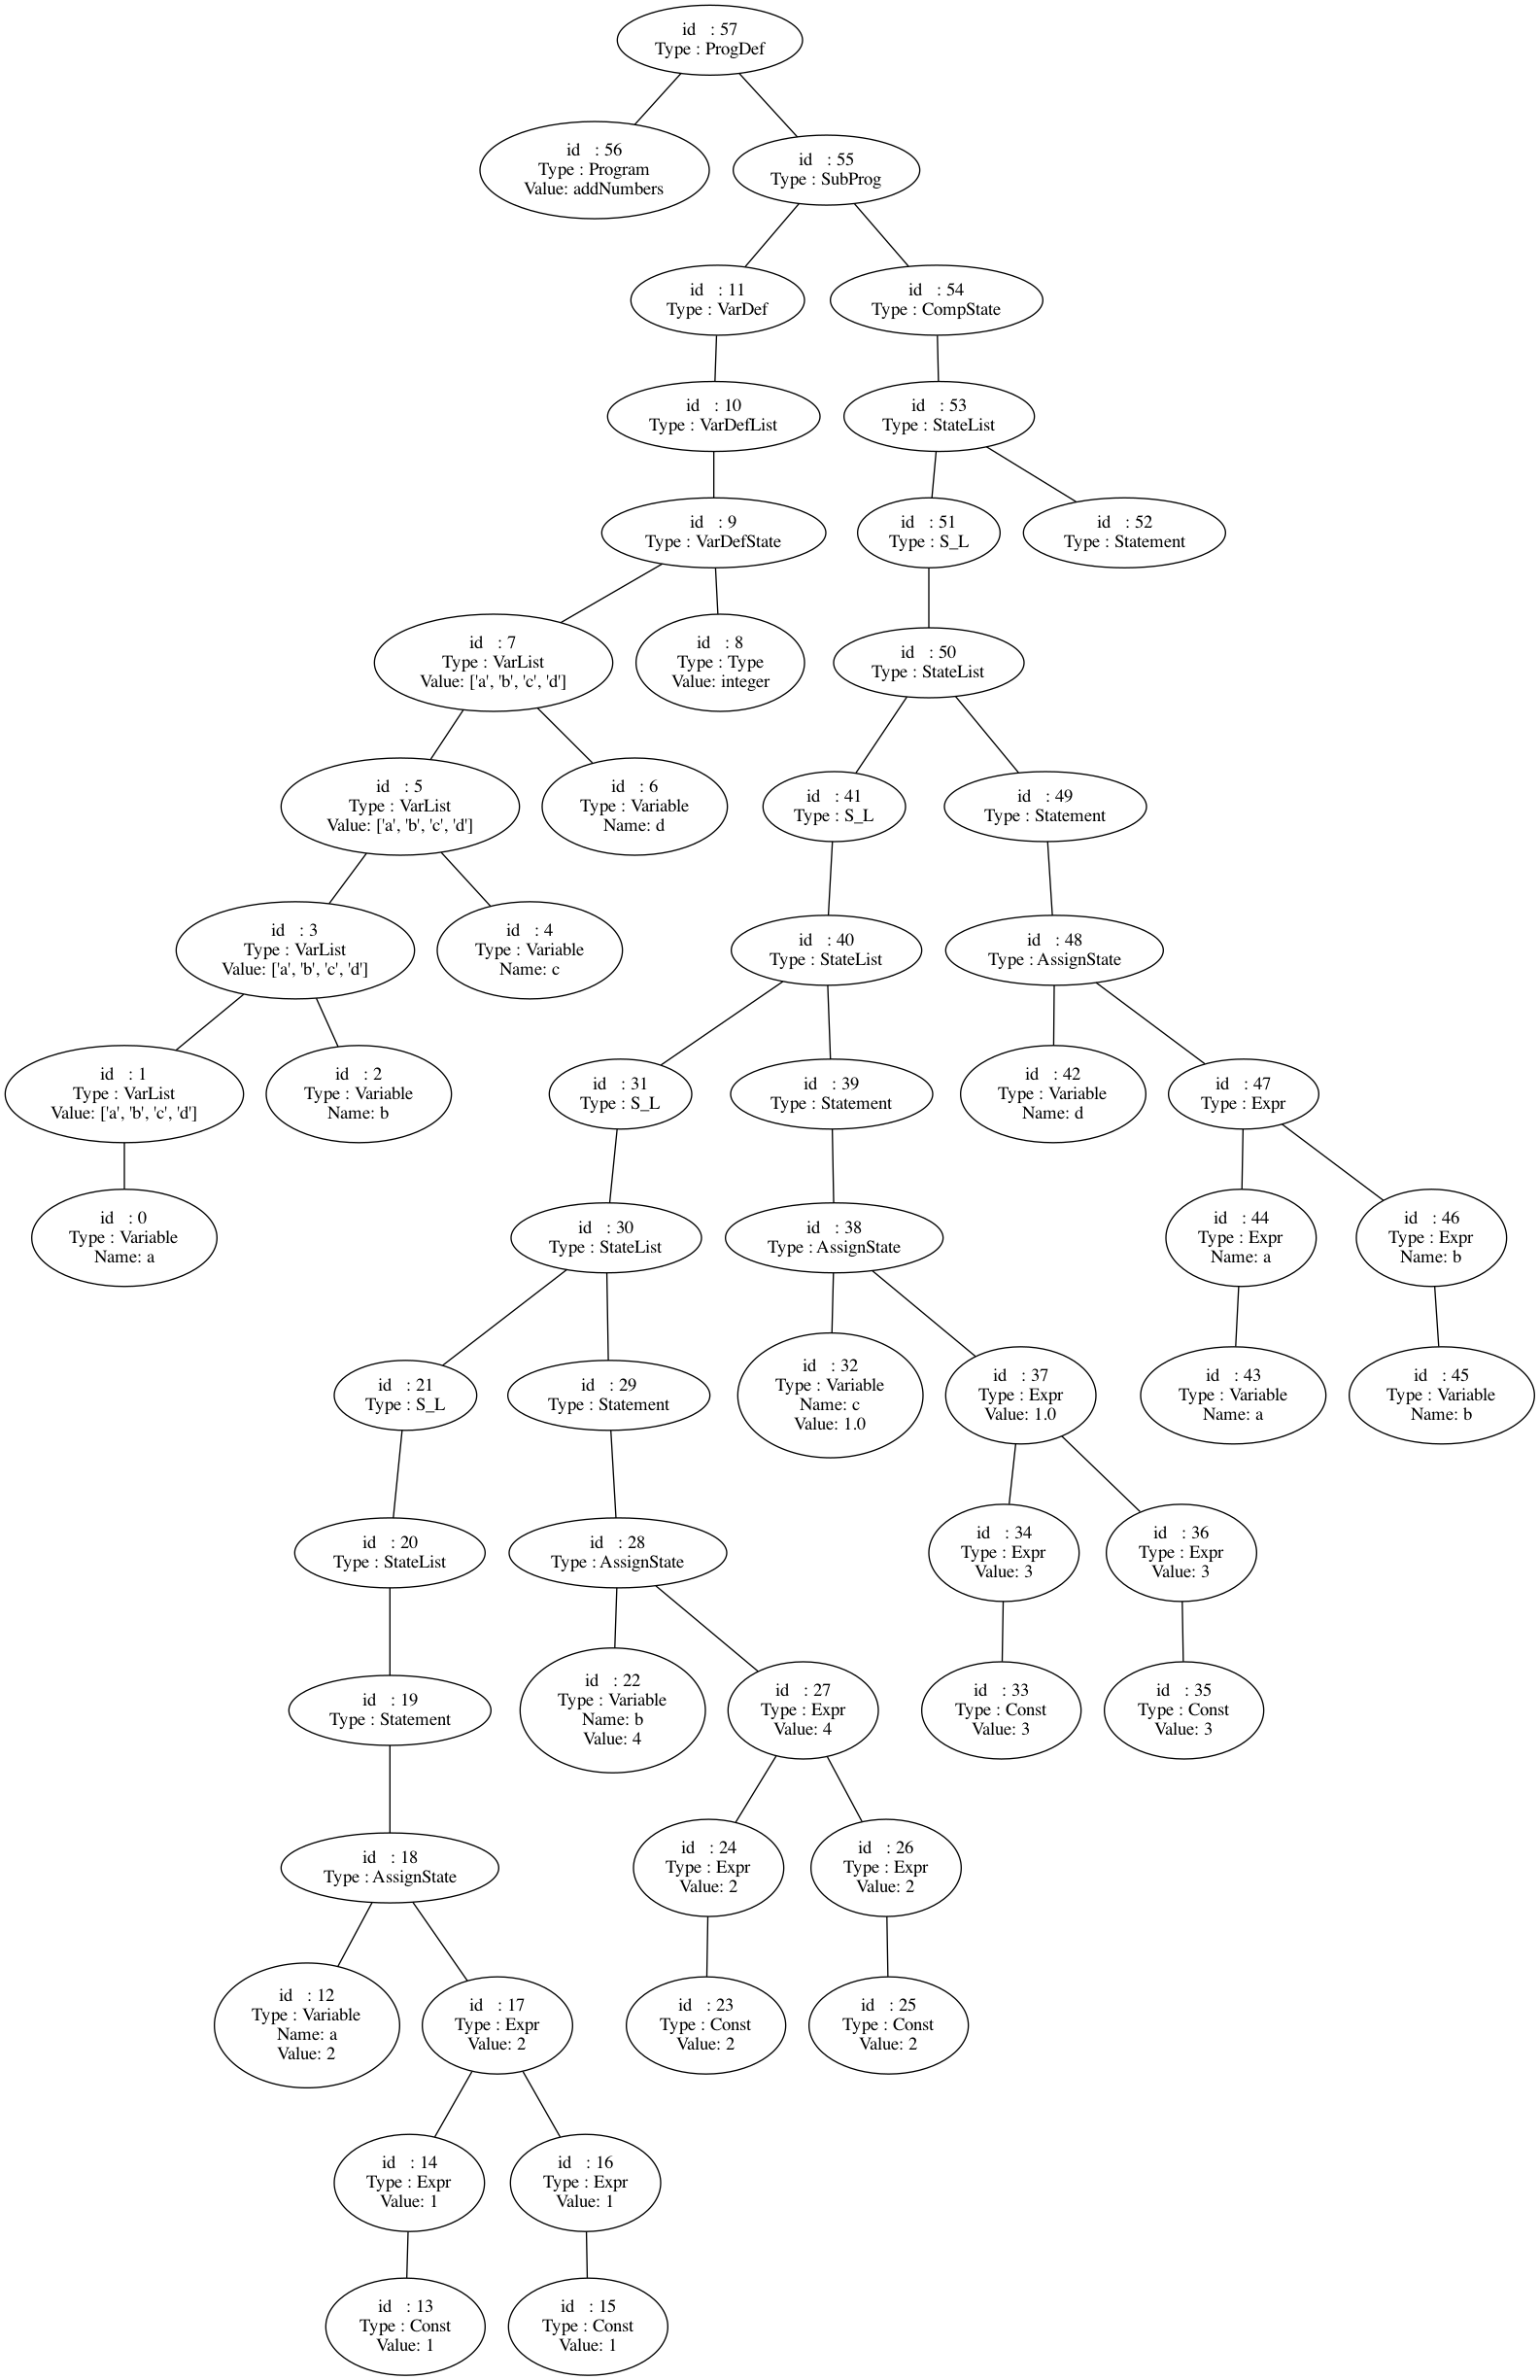 id : 57
Type : ProgDef
id : 56
Type : Program
Value: addNumbers
id : 55
Type : SubProg
id : 11
Type : VarDef
id : 54
Type : CompState
id : 10
Type : VarDefList
id : 53
Type : StateList
id : 9
Type : VarDefState
id : 51
Type : S_L
id : 52
Type : Statement
id : 7
Type : VarList
Value: ['a', 'b', 'c', 'd']
id : 8
Type : Type
Value: integer
id : 50
Type : StateList
id : 5
Type : VarList
Value: ['a', 'b', 'c', 'd']
id : 6
Type : Variable
Name: d
id : 41
Type : S_L
id : 49
Type : Statement
id : 3
Type : VarList
Value: ['a', 'b', 'c', 'd']
id : 4
Type : Variable
Name: c
id : 40
Type : StateList
id : 48
Type : AssignState
id : 1
Type : VarList
Value: ['a', 'b', 'c', 'd']
id : 2
Type : Variable
Name: b
id : 31
Type : S_L
id : 39
Type : Statement
id : 42
Type : Variable
Name: d
id : 47
Type : Expr
id : 0
Type : Variable
Name: a
id : 30
Type : StateList
id : 38
Type : AssignState
id : 44
Type : Expr
Name: a
id : 46
Type : Expr
Name: b
id : 21
Type : S_L
id : 29
Type : Statement
id : 32
Type : Variable
Name: c
Value: 1.0
id : 37
Type : Expr
Value: 1.0
id : 43
Type : Variable
Name: a
id : 45
Type : Variable
Name: b
id : 20
Type : StateList
id : 28
Type : AssignState
id : 34
Type : Expr
Value: 3
id : 36
Type : Expr
Value: 3
id : 19
Type : Statement
id : 22
Type : Variable
Name: b
Value: 4
id : 27
Type : Expr
Value: 4
id : 33
Type : Const
Value: 3
id : 35
Type : Const
Value: 3
id : 18
Type : AssignState
id : 24
Type : Expr
Value: 2
id : 26
Type : Expr
Value: 2
id : 12
Type : Variable
Name: a
Value: 2
id : 17
Type : Expr
Value: 2
id : 23
Type : Const
Value: 2
id : 25
Type : Const
Value: 2
id : 14
Type : Expr
Value: 1
id : 16
Type : Expr
Value: 1
id : 13
Type : Const
Value: 1
id : 15
Type : Const
Value: 1